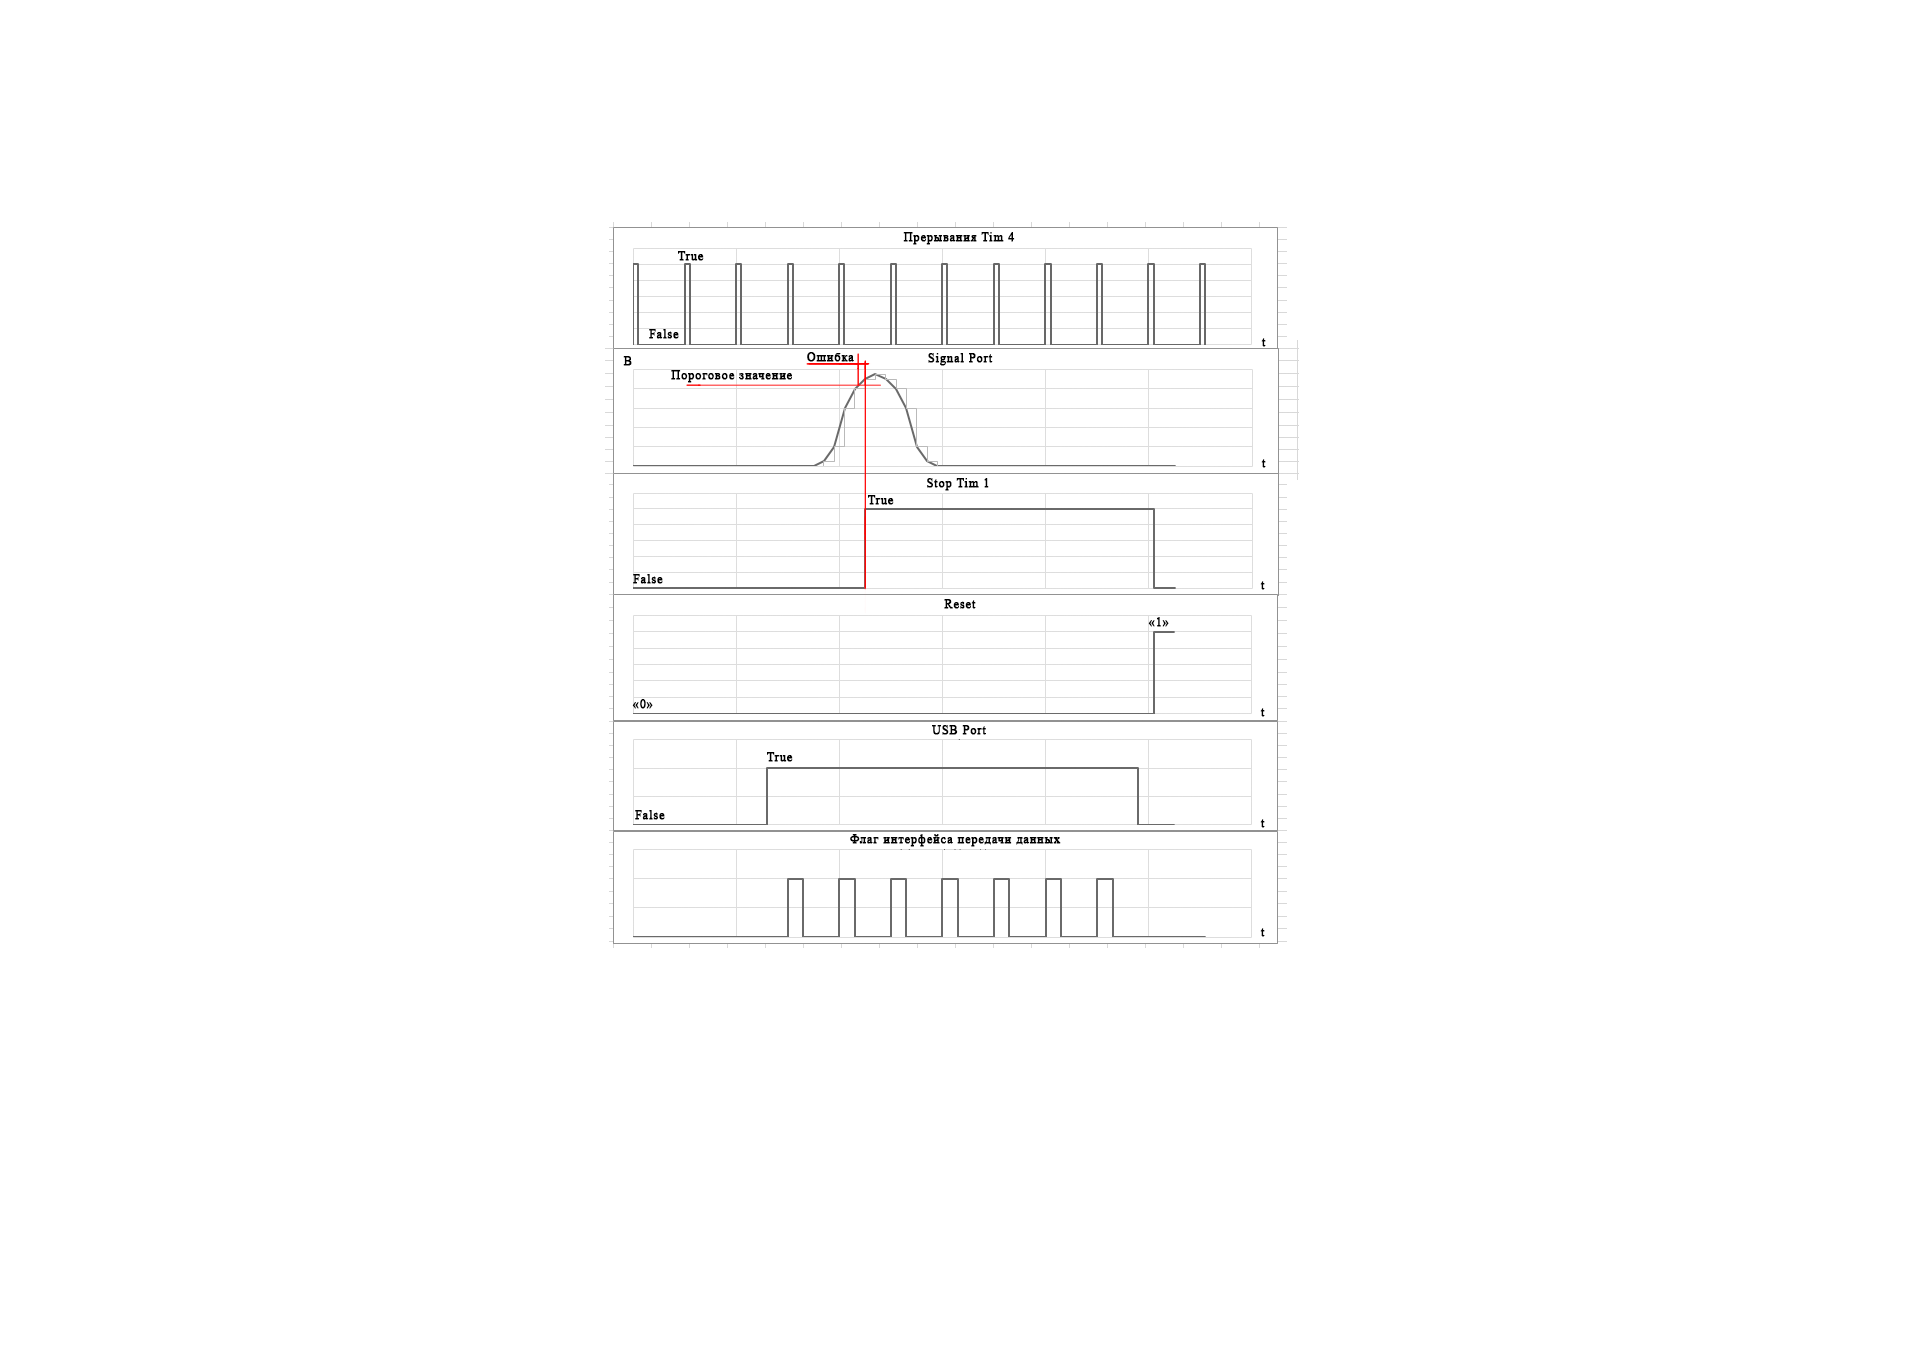 Прерывания Tim 4
True
False
t
В
Ошибка
Signal Port
Пороговое значение
t
Stop Tim 1
True
False
t
Reset
«1»
«0»
t
USB Port
True
False
t
Флаг интерфейса передачи данных
t